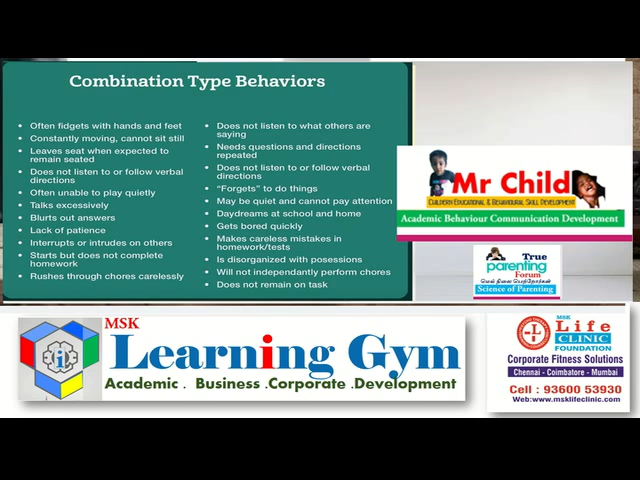 Combination Type Behaviors
Often fidgets with hands and feet
Constantly moving, cannot sit still
Leaves seat when expected to
remain seated
Does not listen to or follow verbal
directions
Often unable to play quietly
Talks excessively
Blurts out answers
Lack of patience
Interrupts or intrudes on others
Starts but does not complete
homework
Rushes through chores carelessly
Does not listen to what others are
saying
Needs questions and directions
repeated
Does not listen to or follow verbal
directions
“Forgets” to do things
May be quiet and cannot pay attention
Daydreams at school and home
Gets bored quickly
Makes careless mistakes in
homework/tests
Is disorganized with posessions
Will not independently perform chores
Does not remain on task
Mr Child
CHILDERN EDUCATIONAL & BEHAVIOURAL SKILL DEVELOPMENT
Academic Behaviour Communication Development
True
parenting
Forum
மெய் நிலை பெற்றோர்கள்
Science of Parenting
MSK
Learning Gym
Academic . Business .Corporate .Development
MSK
Life
CLINIC
FOUNDATION
Corporate Fitness Solutions
Chennai - Coimbatore - Mumbai
Cell : 93600 53930
Web:www.msklifeclinic.com